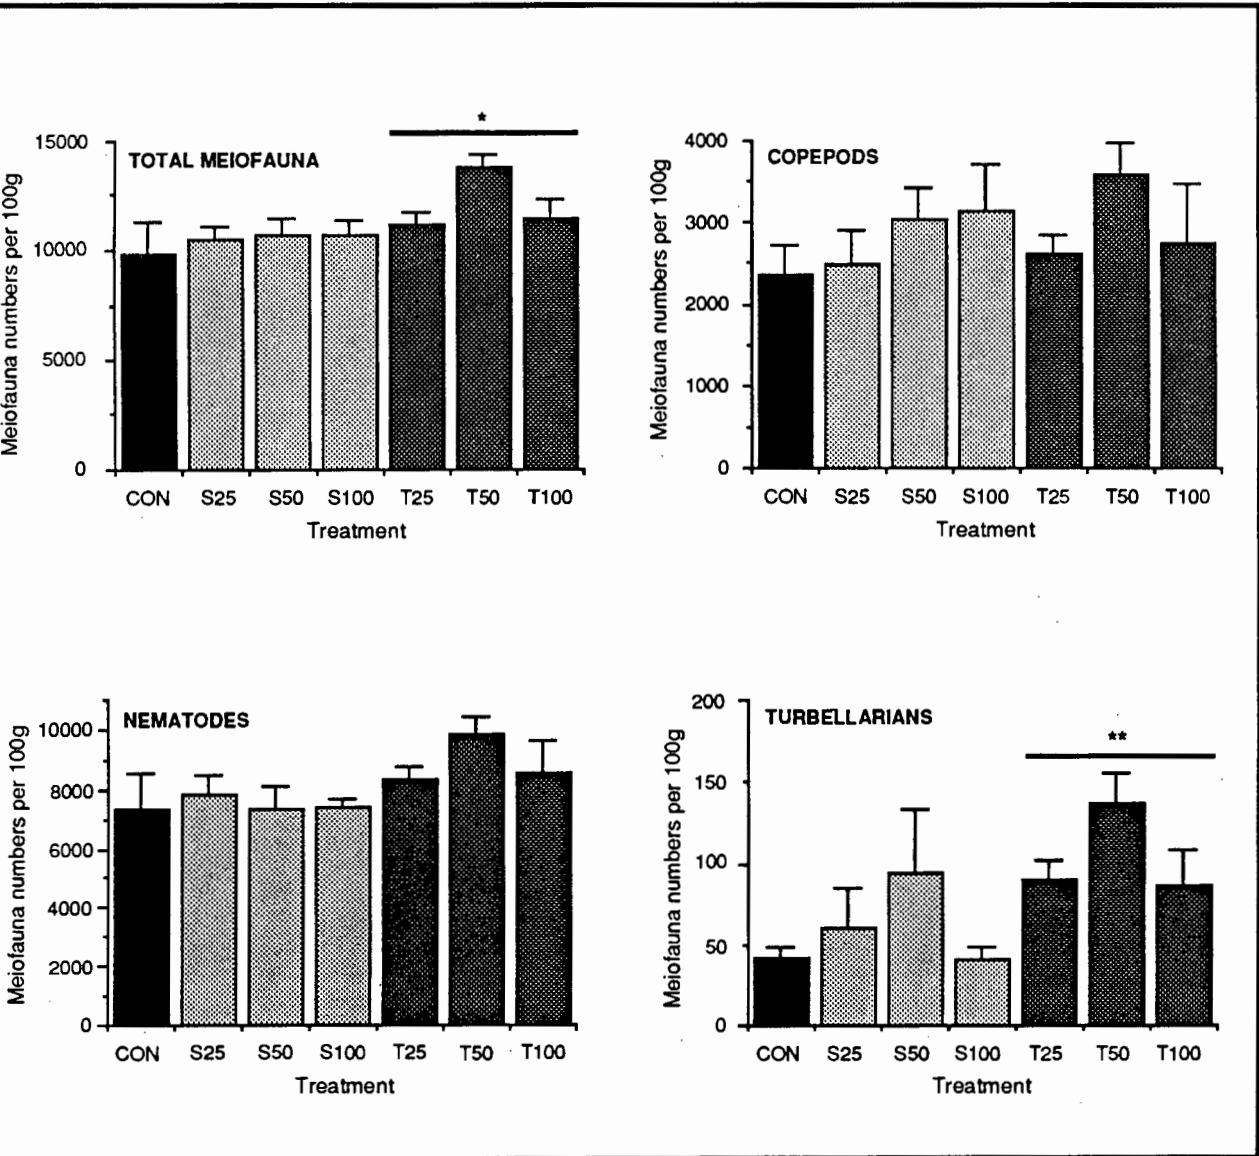 *
15000
TOTAL MEIOFAUNA
10000
5000
0
Meiofauna numbers per 100g
CON S25 S50 S100 T25 T50 T100
Treatment
4000
COPEPODS
3000
2000
1000
0
Meiofauna numbers per 100g
CON S25 S50 S100 T25 T50 T100
Treatment
NEMATODES
10000
8000
6000
4000
2000
0
Meiofauna numbers per 100g
CON S25 S50 S100 T25 T50 T100
Treatment
200
TURBELLARIANS
**
150
100
50
0
Meiofauna numbers per 100g
CON S25 S50 S100 T25 T50 T100
Treatment